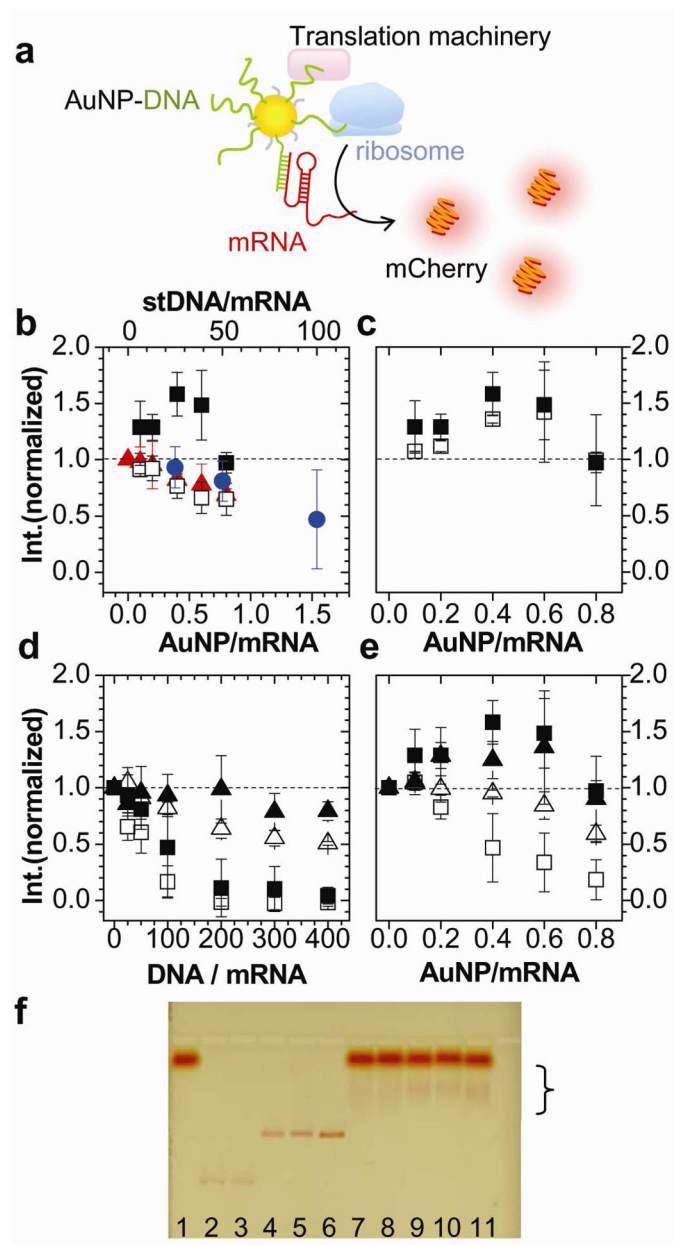 a
Translation machinery
AuNP-DNA
ribosome
mRNA
mCherry
stDNA/mRNA
b 0 50 100 c
2.0 2.0
1.5 1.5
1.0 1.0
0.5 0.5
0.0 0.0
Int.(normalized)
0.0 0.5 1.0 1.5 0.0 0.2 0.4 0.6 0.8
AuNP/mRNA AuNP/mRNA
d e
2.0 2.0
1.5 1.5
1.0 1.0
0.5 0.5
0.0 0.0
Int.(normalized)
0 100 200 300 400 0.0 0.2 0.4 0.6 0.8
DNA / mRNA AuNP/mRNA
f
1 2 3 4 5 6 7 8 9 10 11